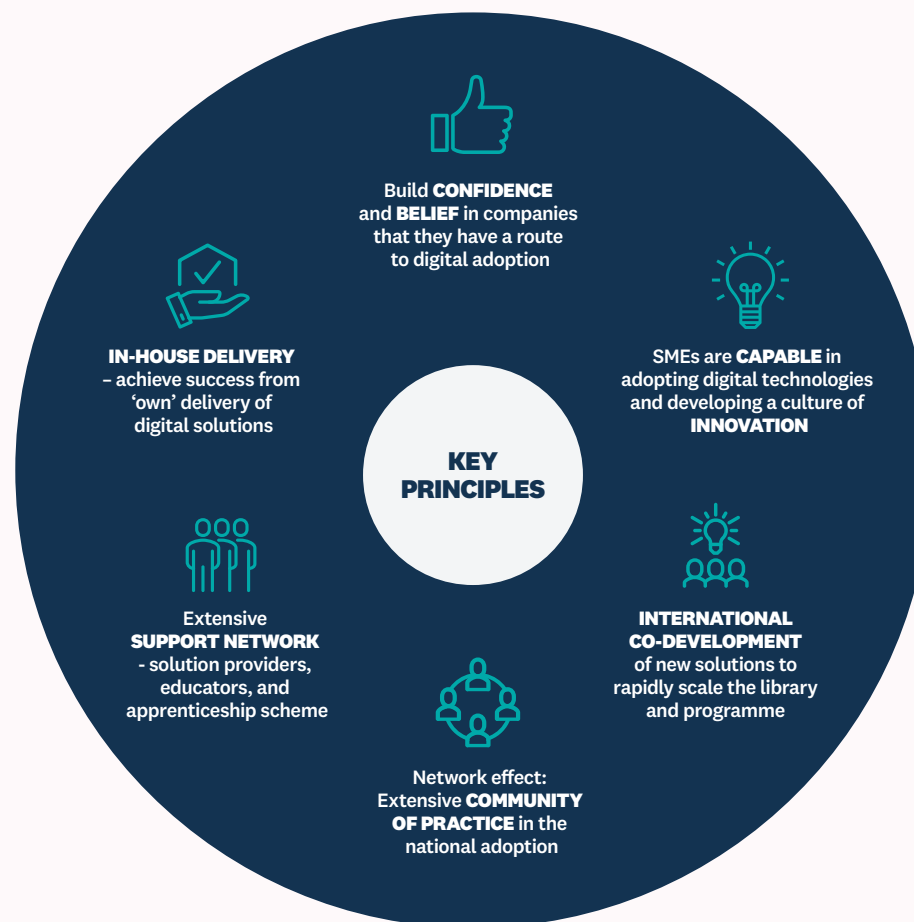 Build CONFIDENCE
and BELIEF in companies
that they have a route
to digital adoption
SMEs are CAPABLE in
adopting digital technologies
and developing a culture of
INNOVATION
INTERNATIONAL
CO-DEVELOPMENT
of new solutions to
rapidly scale the library
and programme
Network effect:
Extensive COMMUNITY
OF PRACTICE in the
national adoption
Extensive
SUPPORT NETWORK
- solution providers,
educators, and
apprenticeship scheme
IN-HOUSE DELIVERY
– achieve success from
‘own’ delivery of
digital solutions
KEY
PRINCIPLES